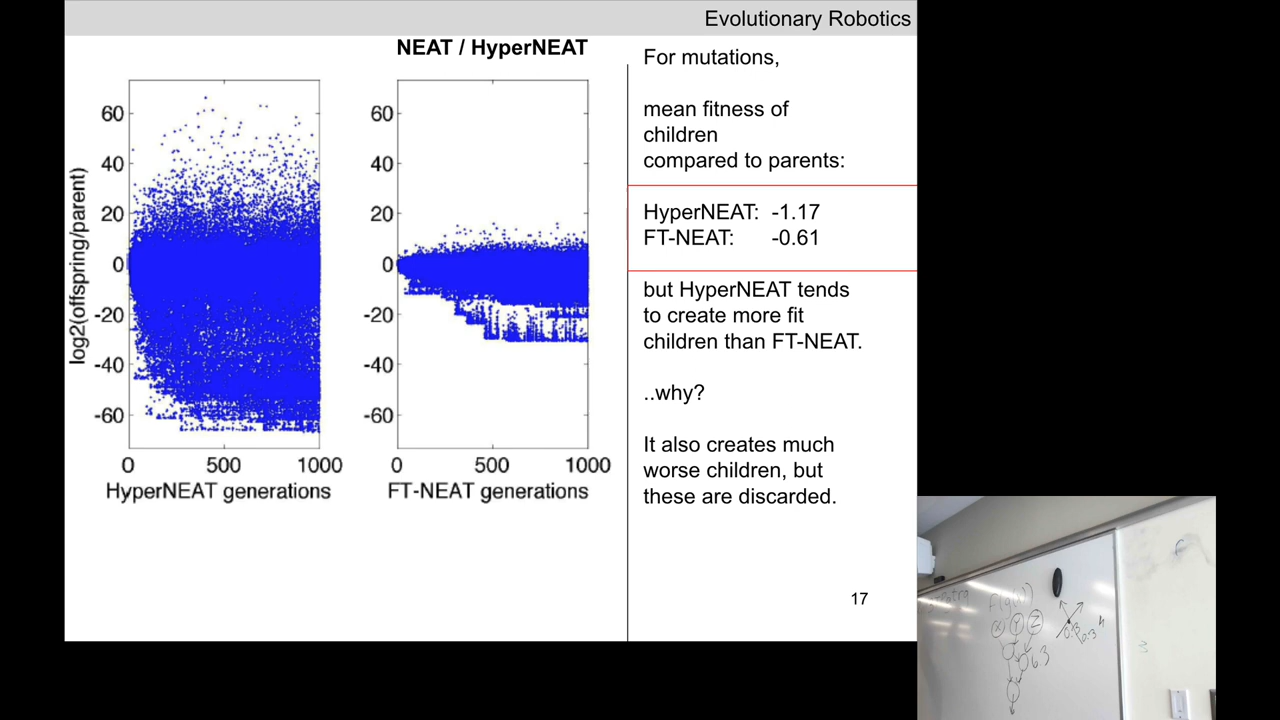 Evolutionary Robotics
NEAT / HyperNEAT
log2(offspring/parent)
60
40
20
0
-20
-40
-60
0
500
1000
HyperNEAT generations
60
40
20
0
-20
-40
-60
0
500
1000
FT-NEAT generations
For mutations,
mean fitness of
children
compared to parents:
HyperNEAT: -1.17
FT-NEAT: -0.61
but HyperNEAT tends
to create more fit
children than FT-NEAT.
..why?
It also creates much
worse children, but
these are discarded.
17
X Y Z